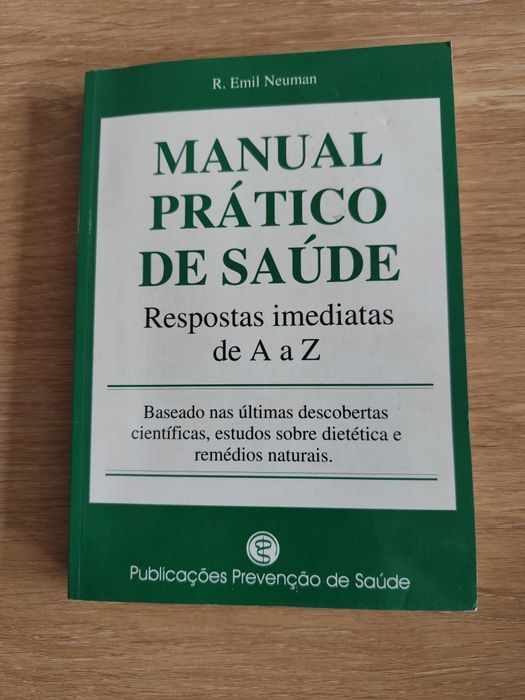 R. Emil Neuman
MANUAL
PRÁTICO
DE SAÚDE
Respostas imediatas
de A a Z
Baseado nas últimas descobertas
científicas, estudos sobre dietética e
remédios naturais.
Publicações Prevenção de Saúde